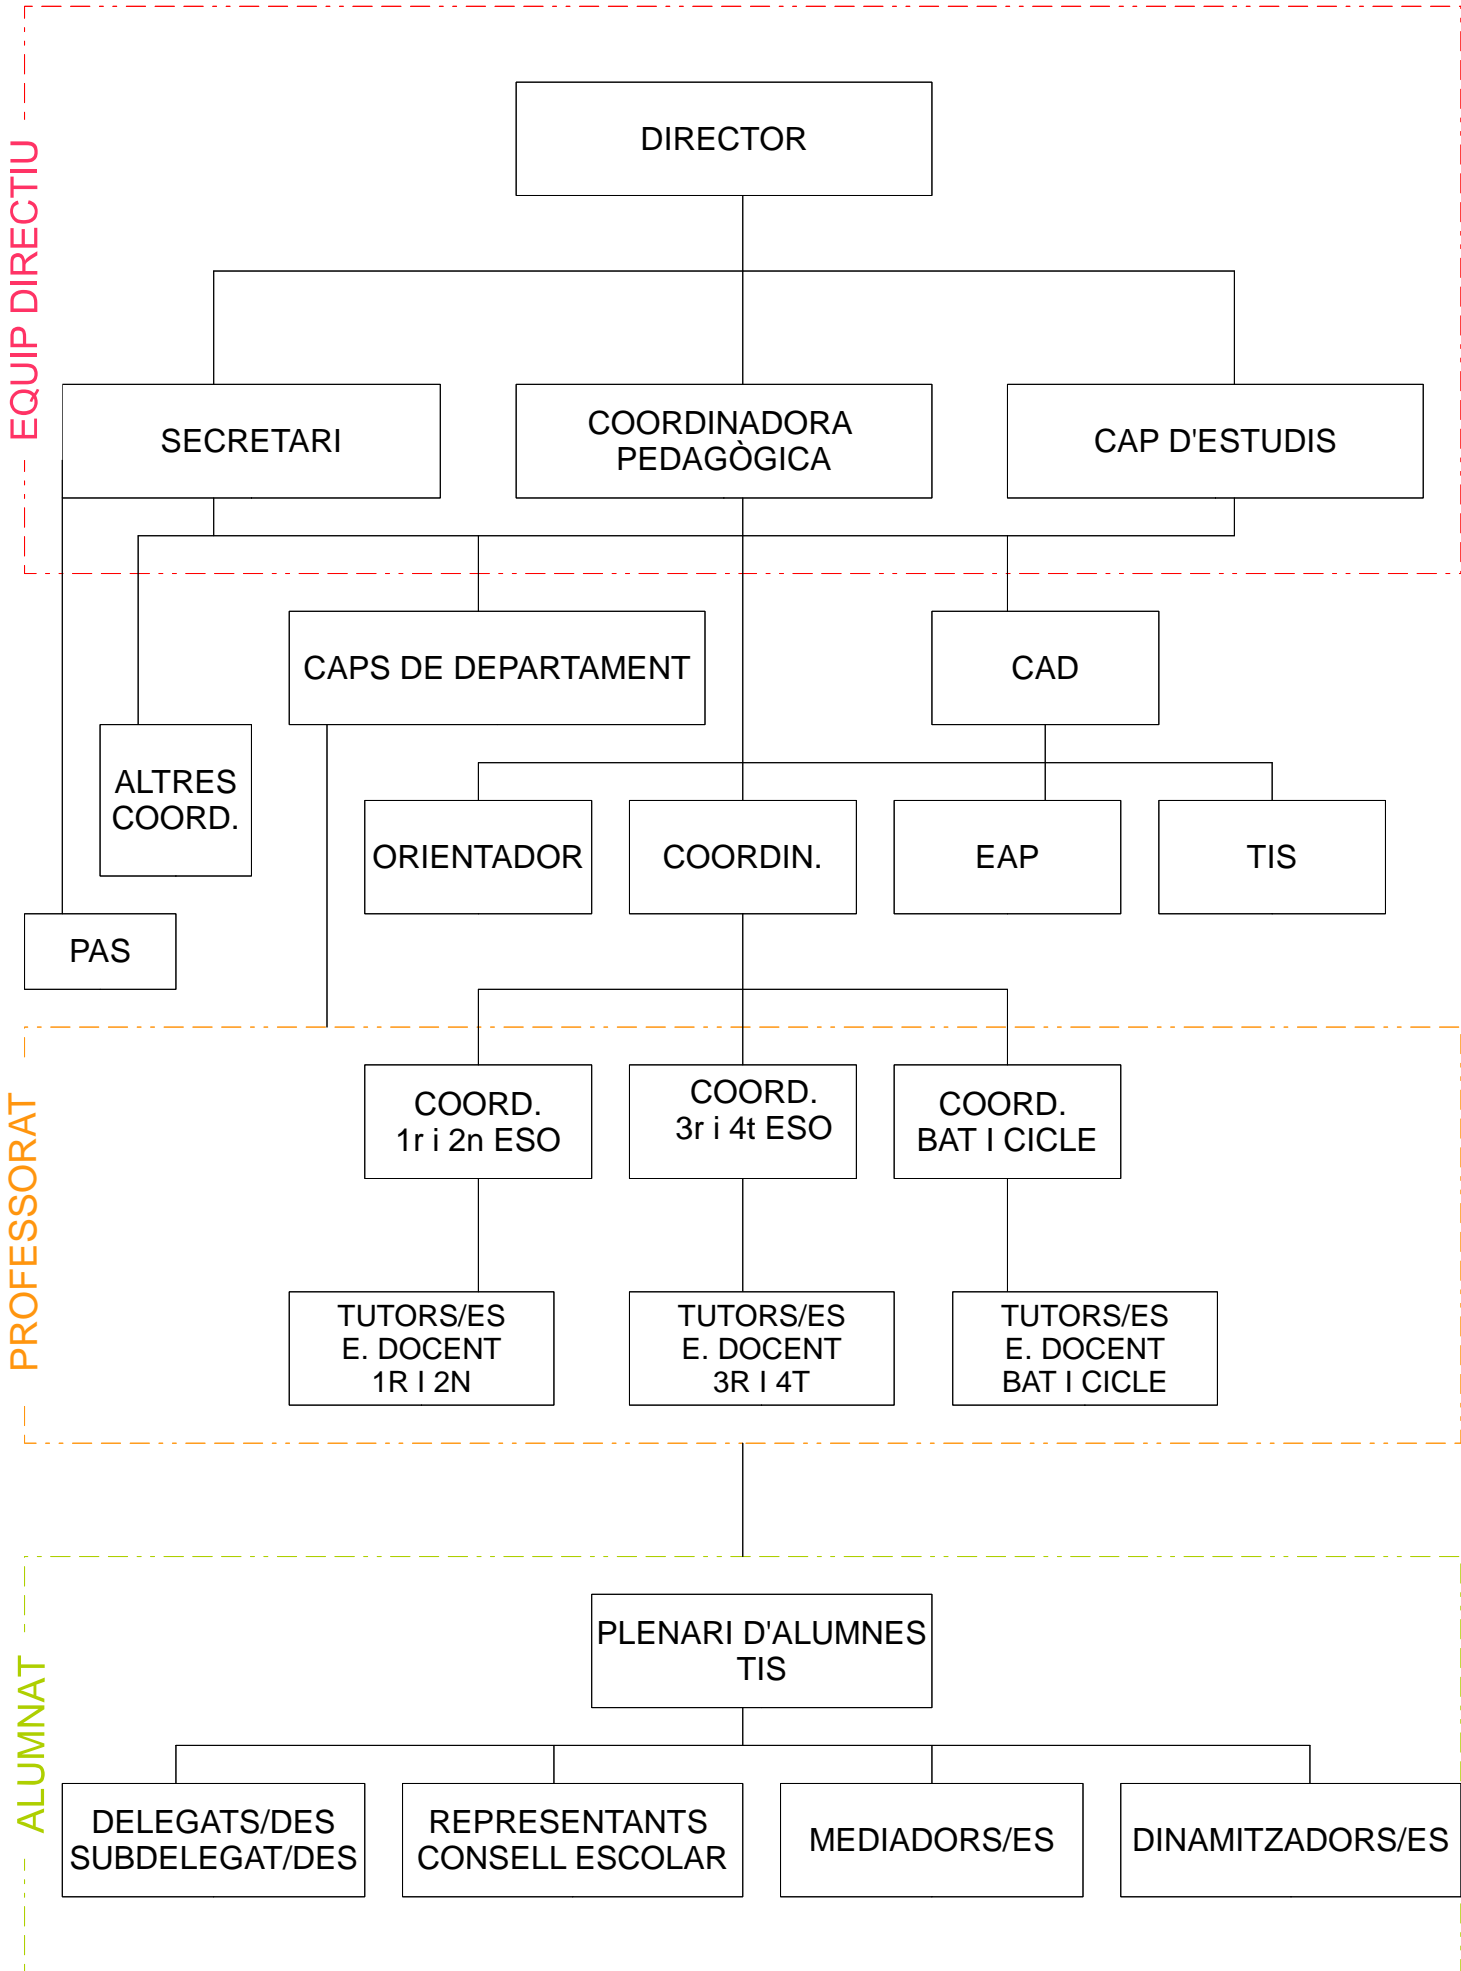 EQUIP DIRECTIU
DIRECTOR
SECRETARI
COORDINADORA
PEDAGÒGICA
CAP D'ESTUDIS
CAPS DE DEPARTAMENT
CAD
ALTRES
COORD.
ORIENTADOR
COORDIN.
EAP
TIS
PAS
PROFESSORAT
COORD.
1r i 2n ESO
COORD.
3r i 4t ESO
COORD.
BAT I CICLE
TUTORS/ES
E. DOCENT
1R I 2N
TUTORS/ES
E. DOCENT
3R I 4T
TUTORS/ES
E. DOCENT
BAT I CICLE
ALUMNAT
PLENARI D'ALUMNES
TIS
DELEGATS/DES
SUBDELEGAT/DES
REPRESENTANTS
CONSELL ESCOLAR
MEDIADORS/ES
DINAMITZADORS/ES